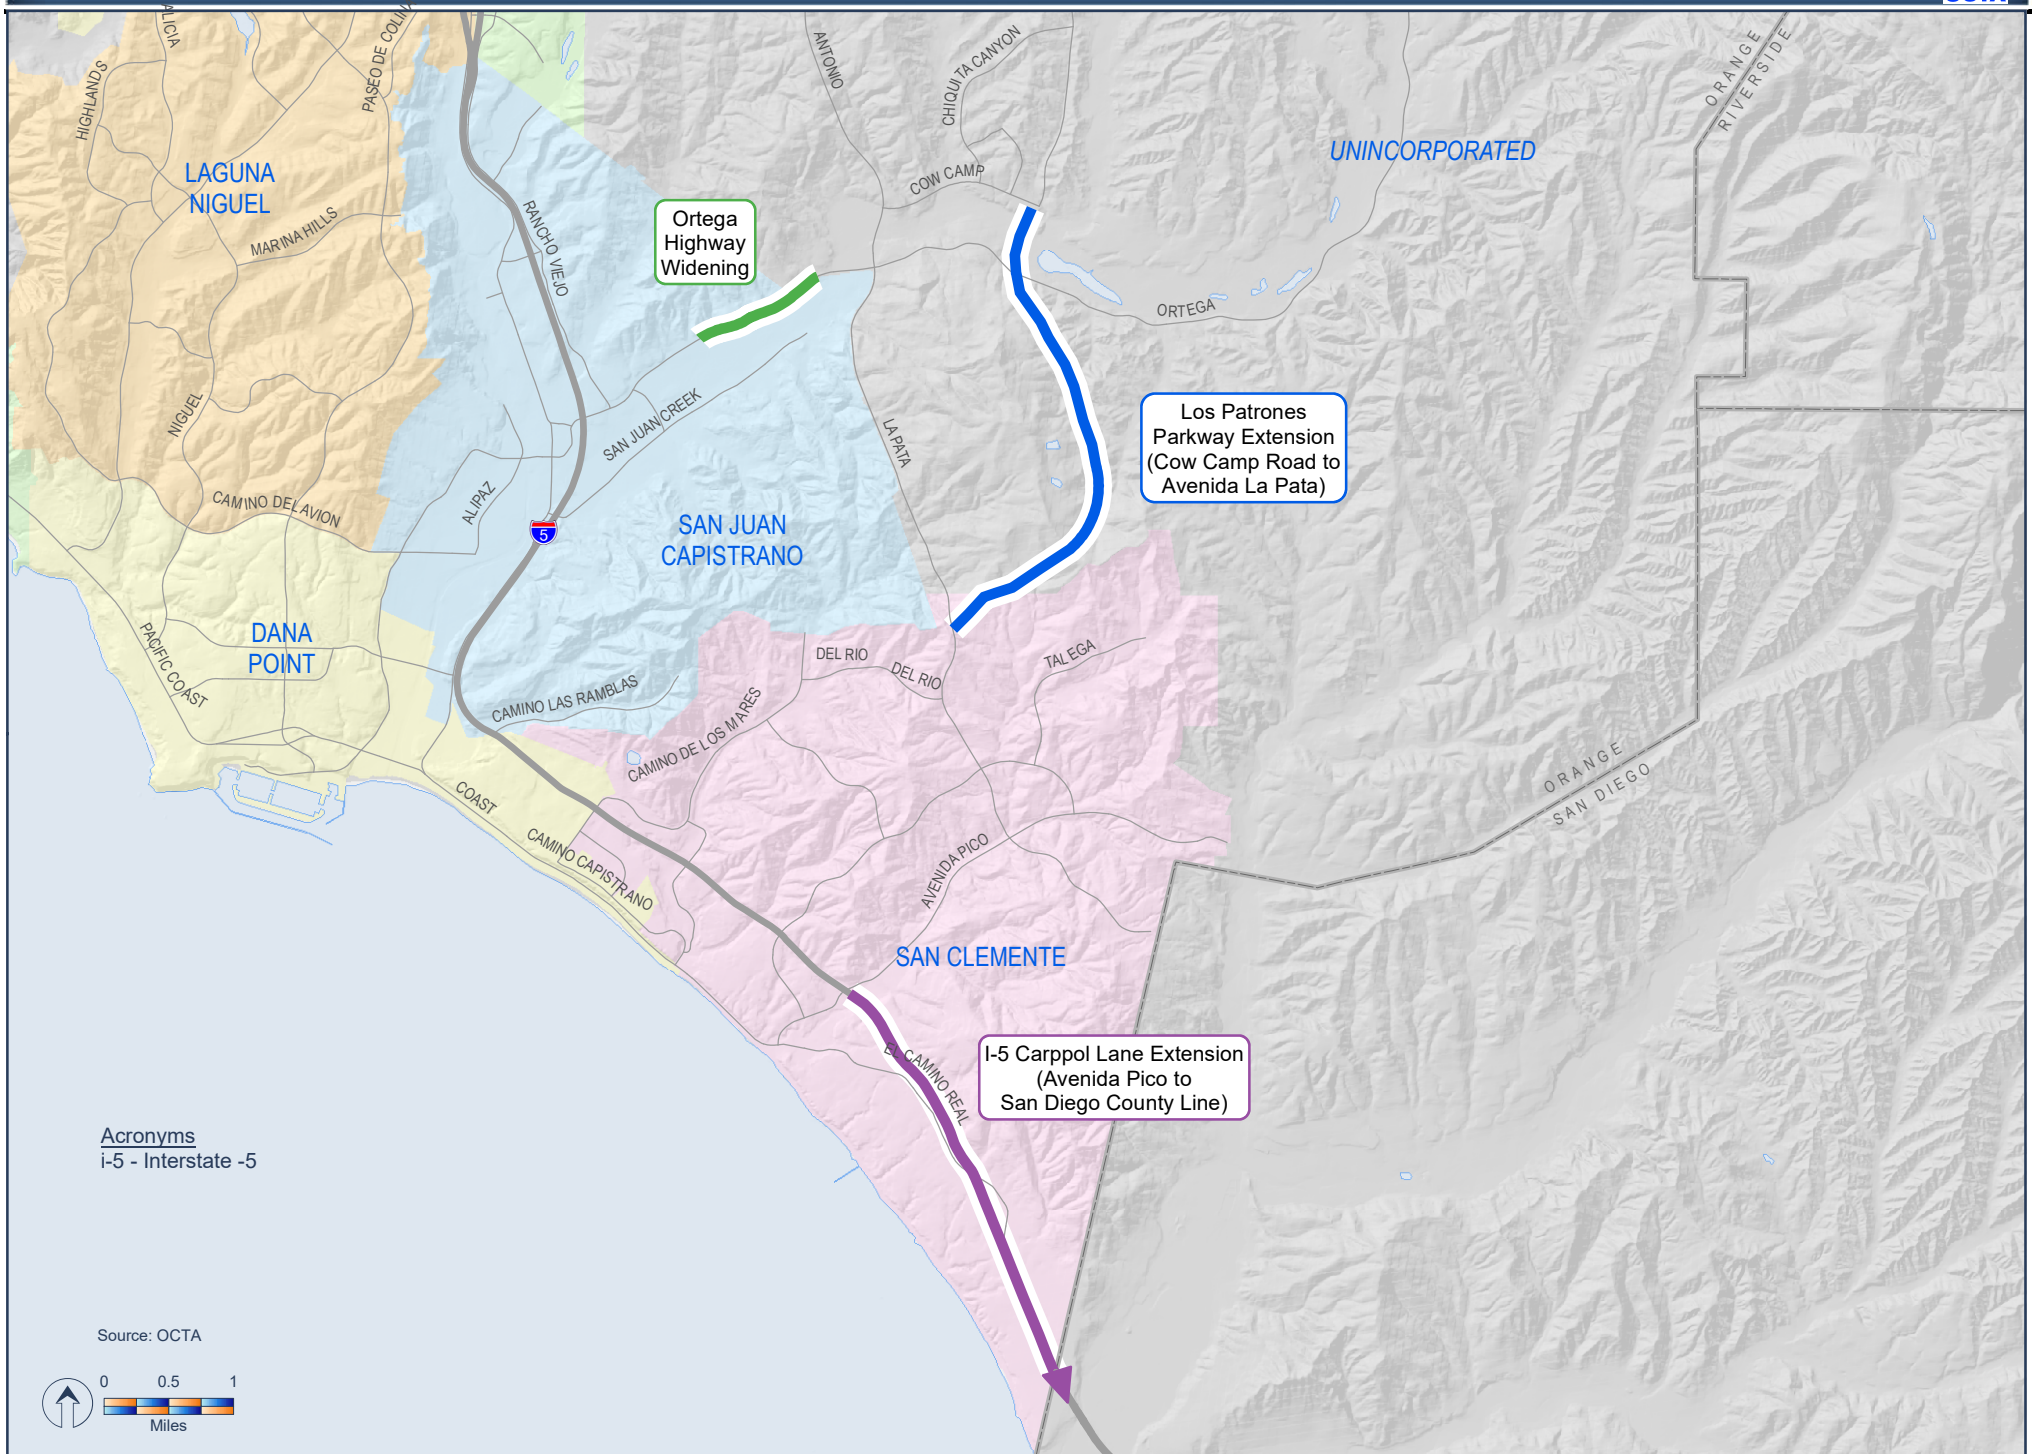 ALICIA
PASEO DE COLINA
HIGHLANDS
ANTONIO
CHIQUITA CANYON
ORANGE
RIVERSIDE
UNINCORPORATED
LAGUNA
NIGUEL
COW CAMP
MARINA HILLS
RANCHO VIEJO
Ortega
Highway
Widening
ORTEGA
NIGUEL
SAN JUAN CREEK
LA PATA
Los Patrones
Parkway Extension
(Cow Camp Road to
Avenida La Pata)
CAMINO DEL AVION
ALIPAZ
5
SAN JUAN
CAPISTRANO
DANA
POINT
PACIFIC COAST
DEL RIO
DEL RIO
TALEGA
CAMINO LAS RAMBLAS
CAMINO DE LOS MARES
ORANGE
SAN DIEGO
COAST
CAMINO CAPISTRANO
AVENIDA PICO
SAN CLEMENTE
EL CAMINO REAL
I-5 Carppol Lane Extension
(Avenida Pico to
San Diego County Line)
Acronyms
i-5 - Interstate -5
Source: OCTA
0 0.5 1
Miles